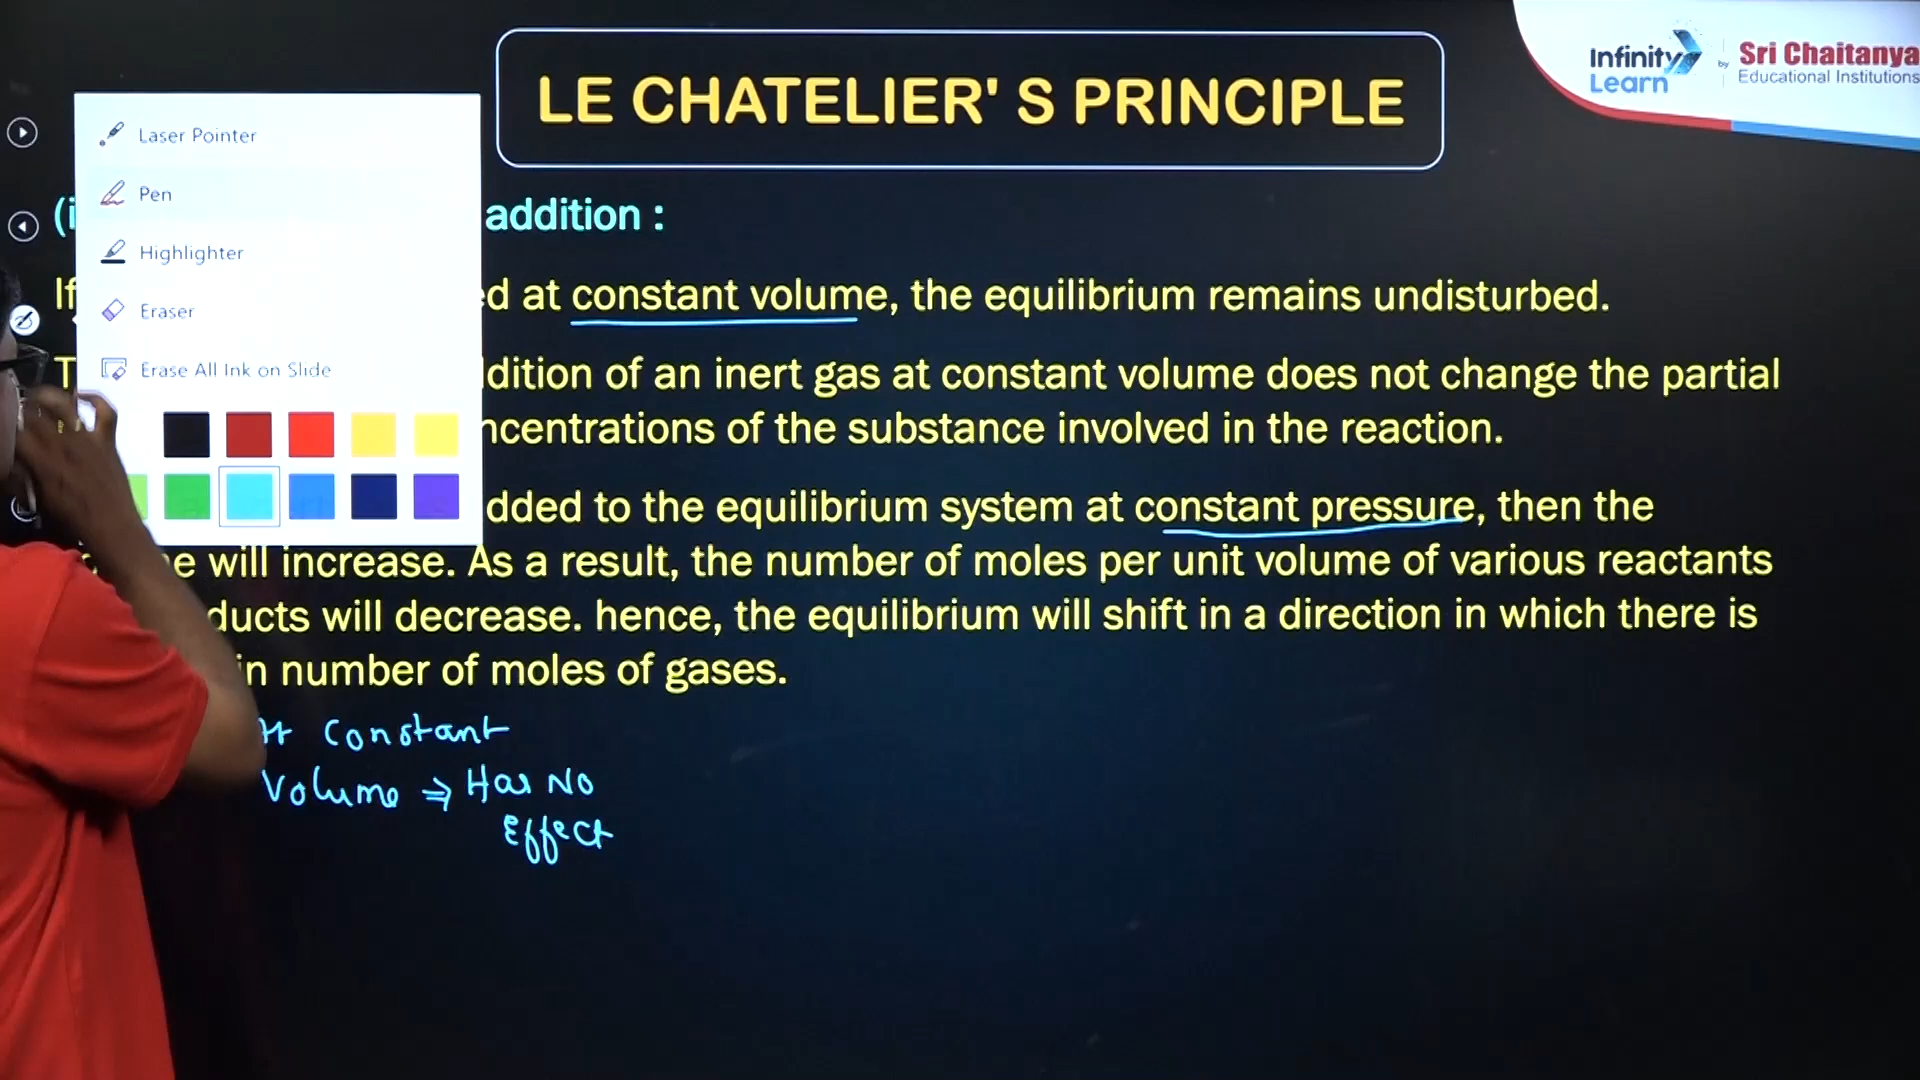 LE CHATELIER' S PRINCIPLE
Infinity Learn by Sri Chaitanya
Educational Institutions
Laser Pointer
Pen
Highlighter
Eraser
Erase All Ink on Slide
addition :
If at constant volume, the equilibrium remains undisturbed.
of an inert gas at constant volume does not change the partial
of the substance involved in the reaction.
to the equilibrium system at constant pressure, then the
will increase. As a result, the number of moles per unit volume of various reactants
will decrease. hence, the equilibrium will shift in a direction in which there is
in number of moles of gases.
At Constant
Volume ⇒ Has No
Effect